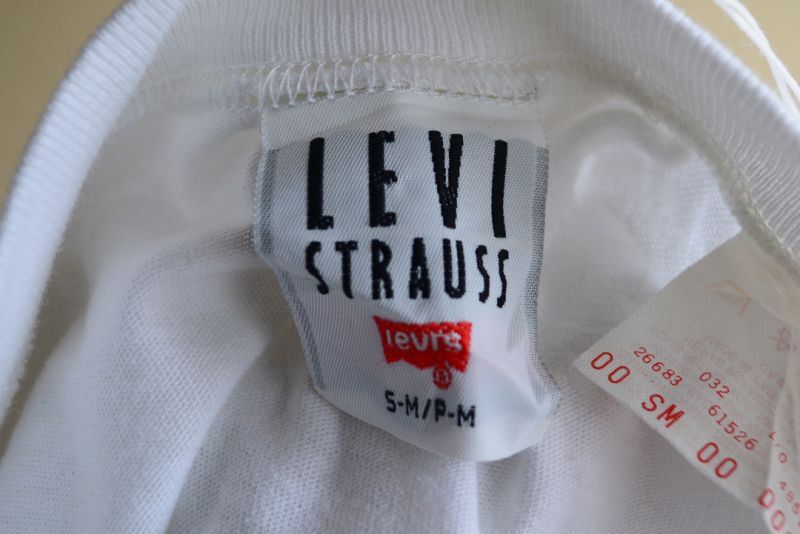 LEVI
STRAUSS
Levi's
®
S-M/P-M
26683 032
61526
00 SM 00